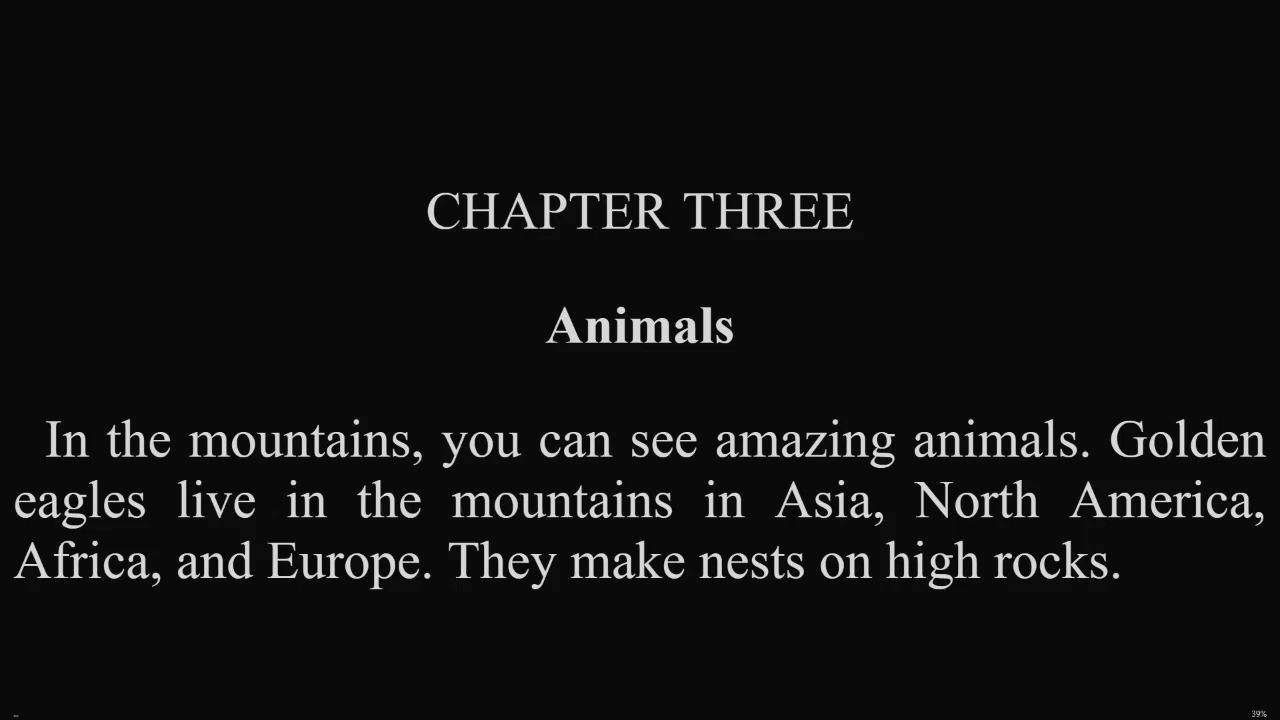 CHAPTER THREE
Animals
In the mountains, you can see amazing animals. Golden
eagles live in the mountains in Asia, North America,
Africa, and Europe. They make nests on high rocks.
39%